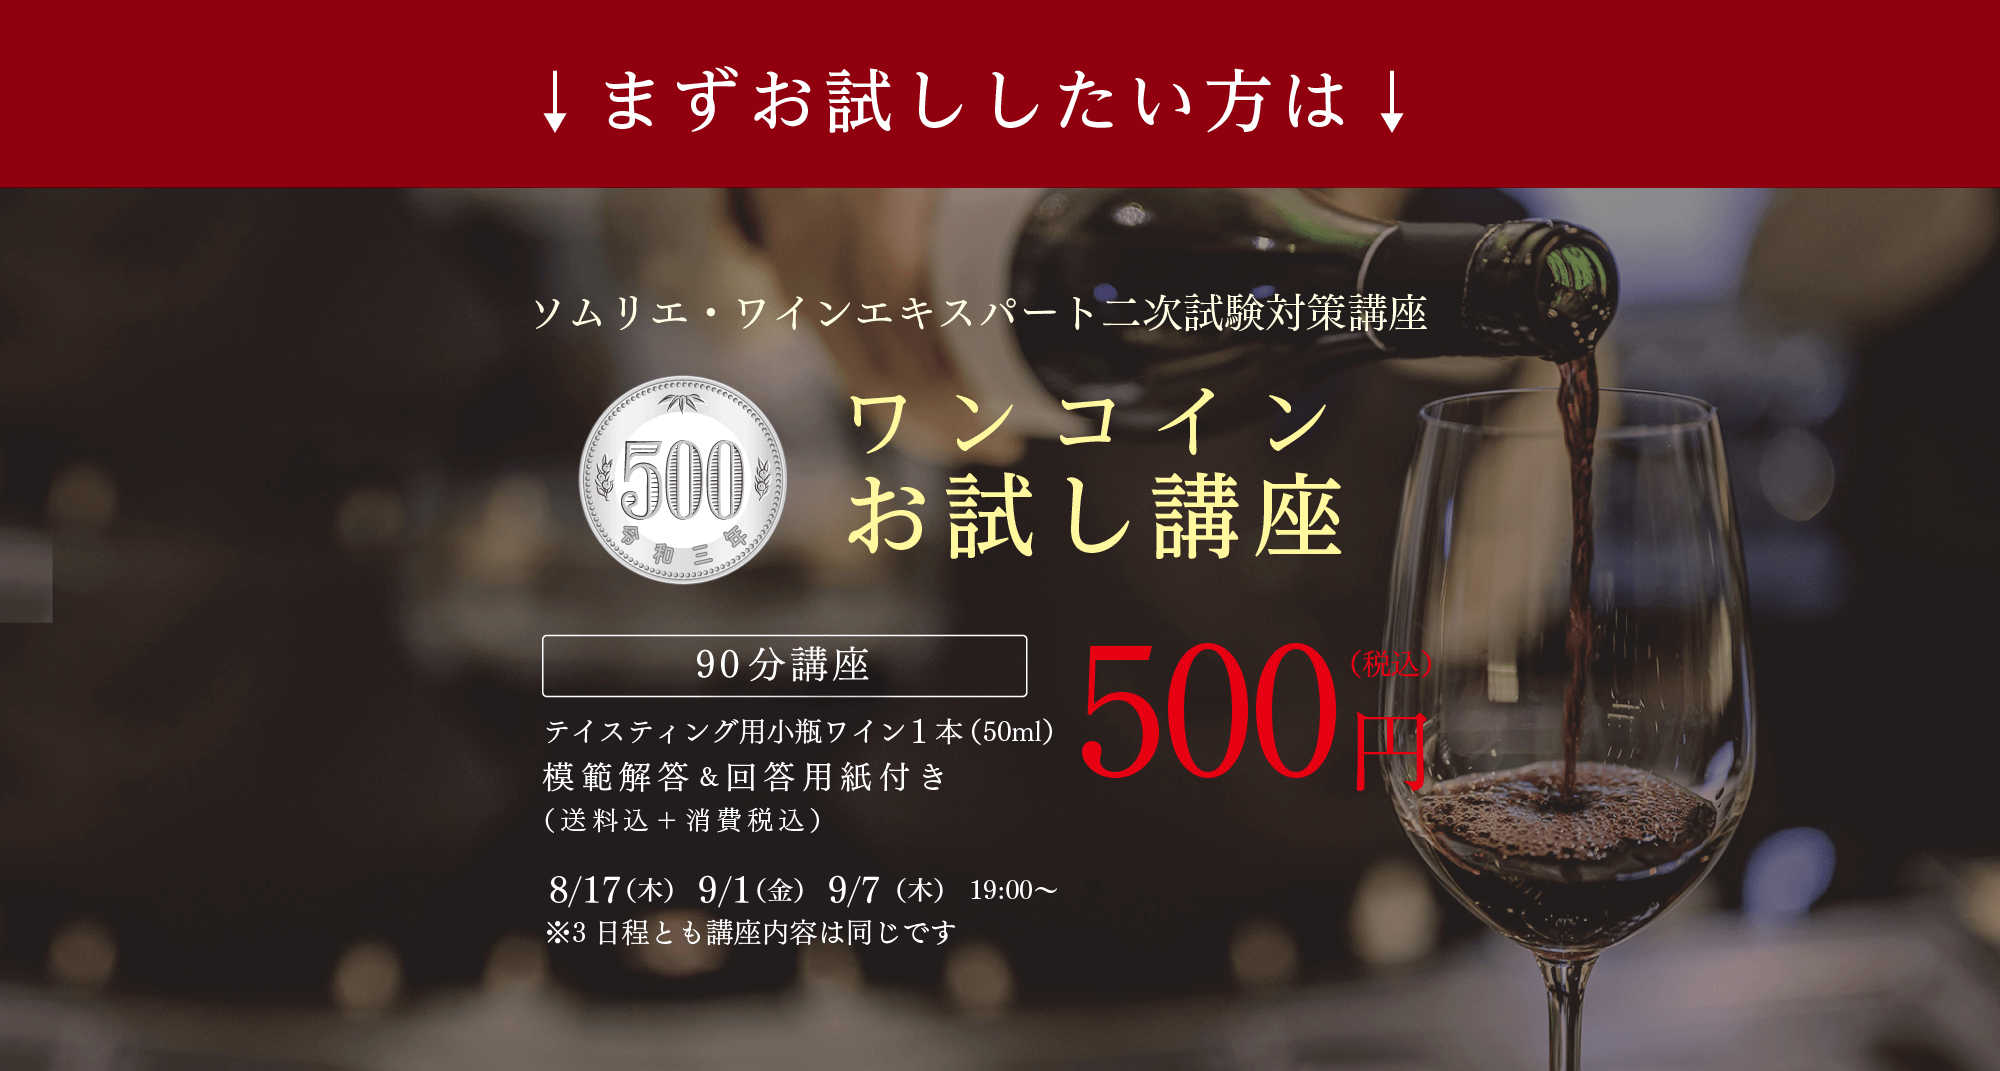 ↓まずお試ししたい方は↓
ソムリエ・ワインエキスパート二次試験対策講座
500
令和三年
ワンコイン
お試し講座
90分講座
500円(税込)
テイスティング用小瓶ワイン1本(50ml)
模範解答&回答用紙付き
(送料込+消費税込)
8/17(木) 9/1(金) 9/7(木) 19:00〜
※3日程とも講座内容は同じです